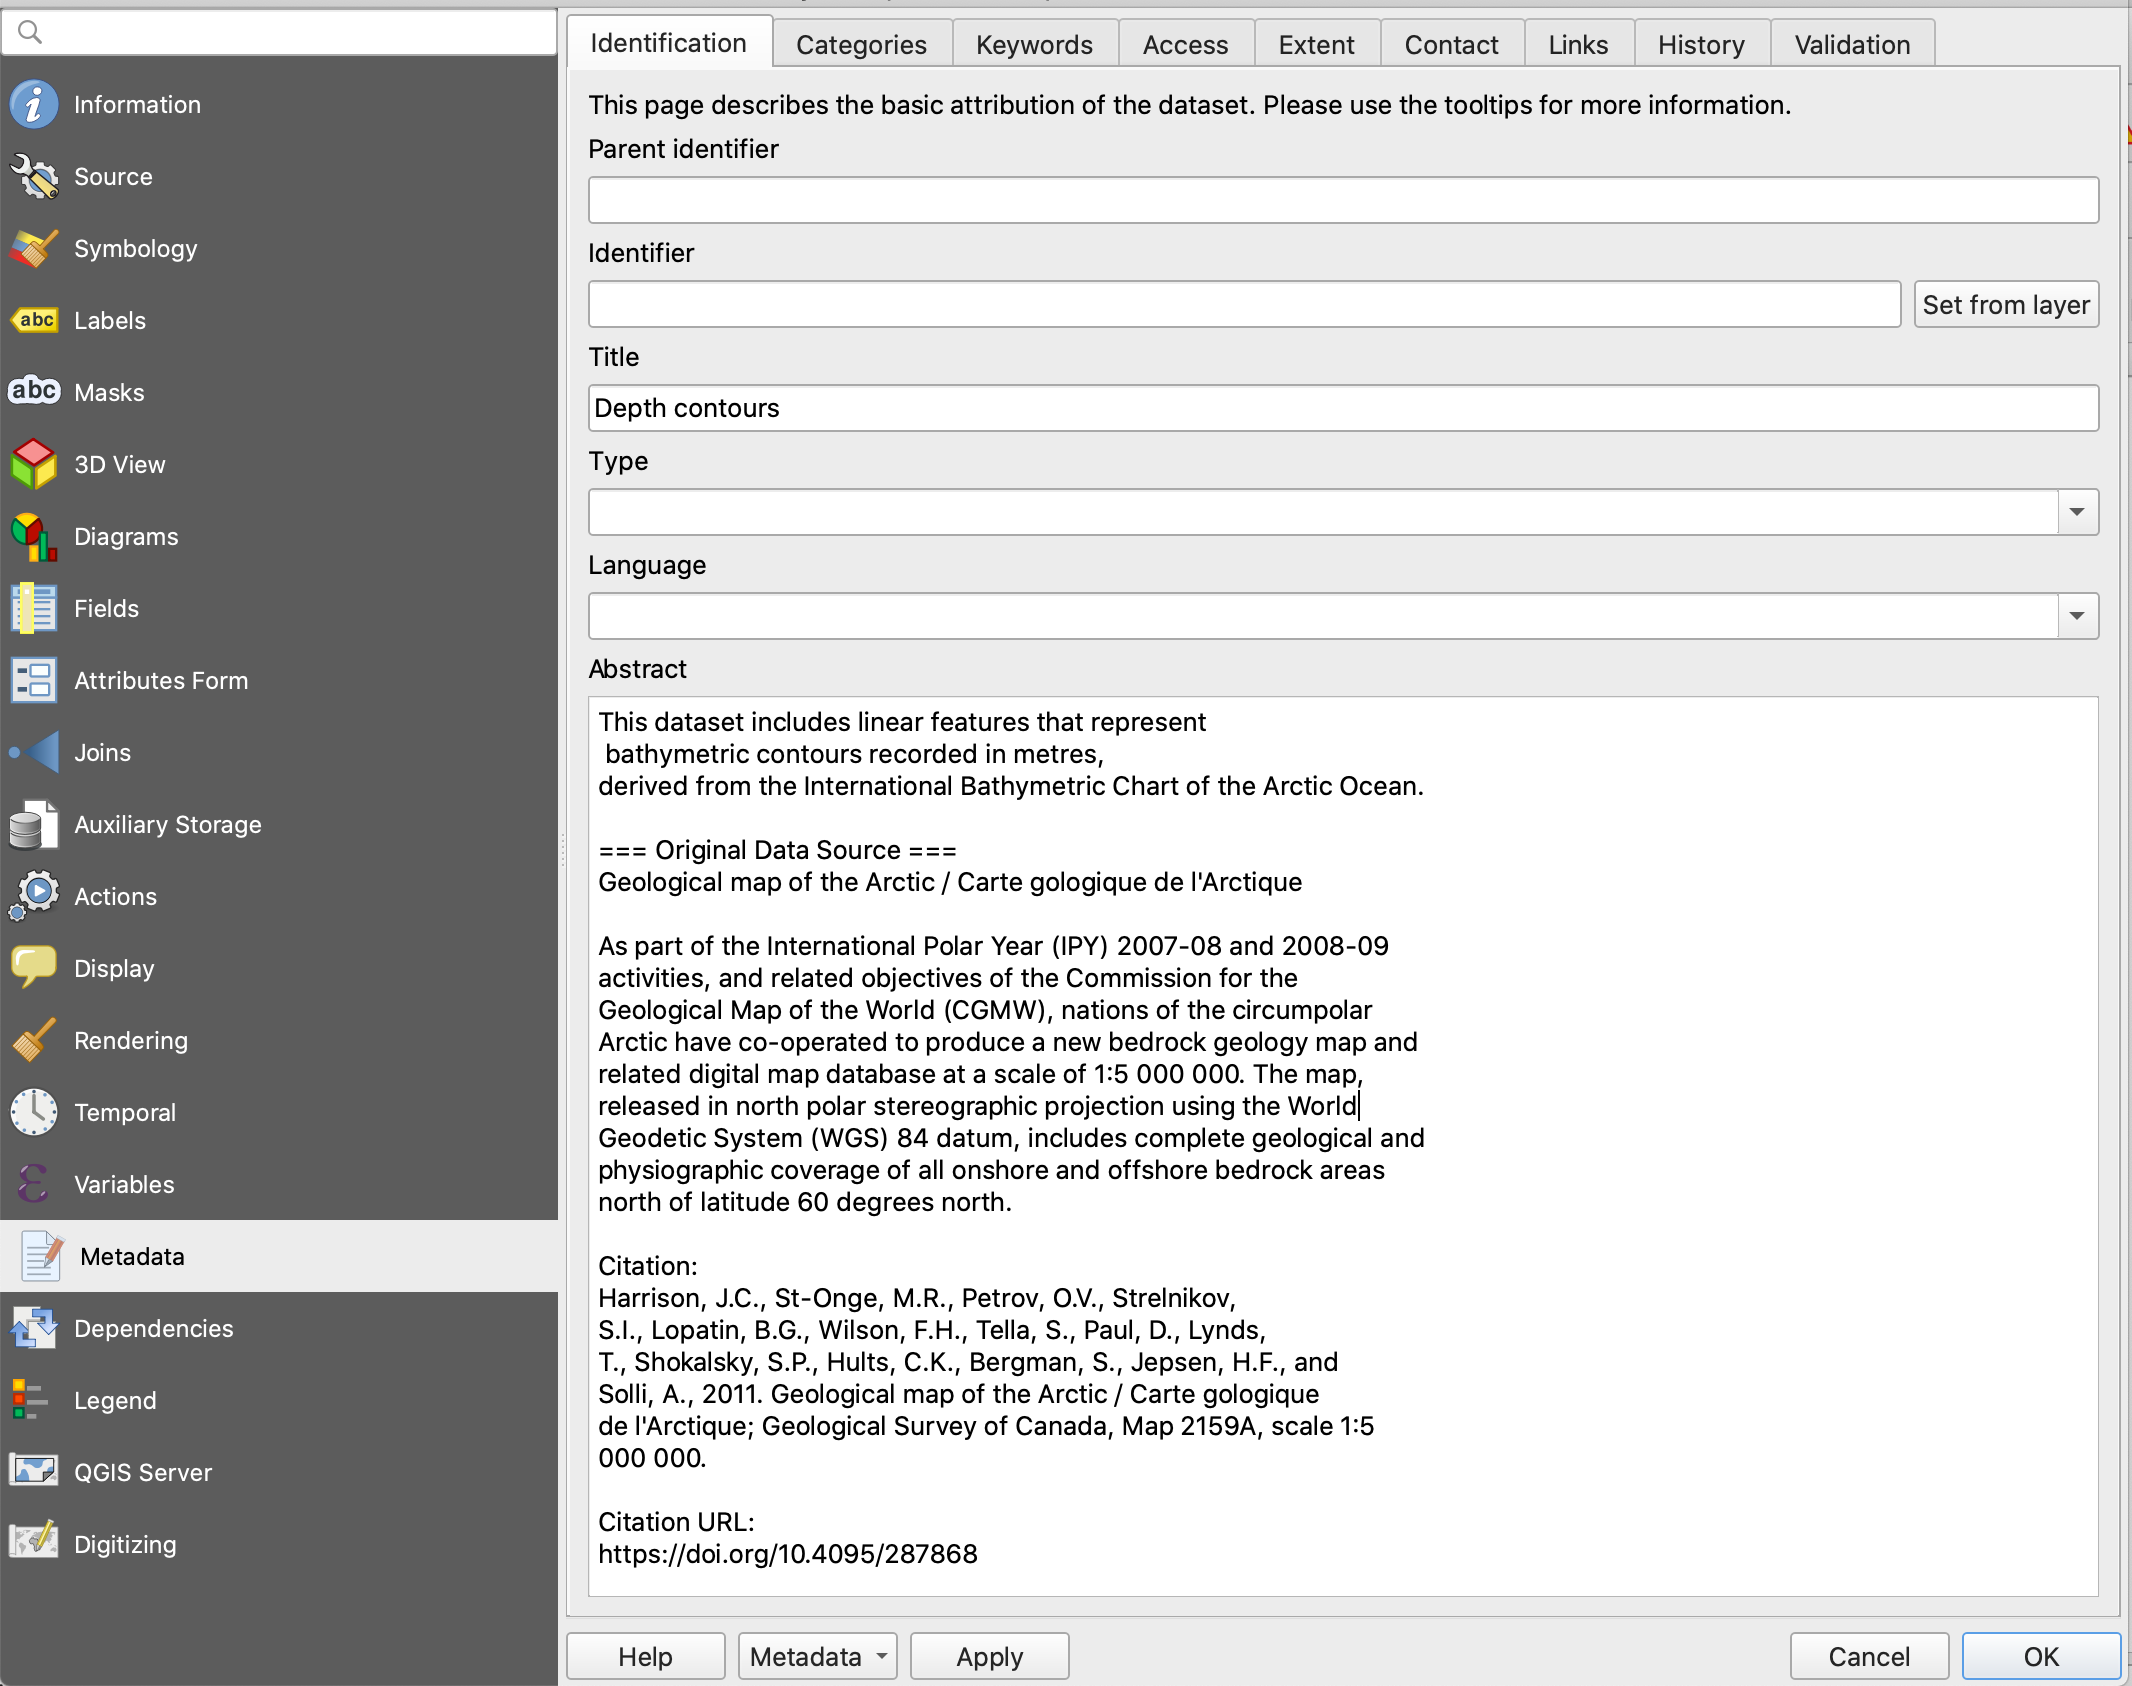 Information
Source
Symbology
abc Labels
abc Masks
3D View
Diagrams
Fields
Attributes Form
Joins
Auxiliary Storage
Actions
Display
Rendering
Temporal
Variables
Metadata
Dependencies
Legend
QGIS Server
Digitizing
Identification Categories Keywords Access Extent Contact Links History Validation
This page describes the basic attribution of the dataset. Please use the tooltips for more information.
Parent identifier
Identifier
Set from layer
Title
Depth contours
Type
Language
Abstract
This dataset includes linear features that represent
bathymetric contours recorded in metres,
derived from the International Bathymetric Chart of the Arctic Ocean.
=== Original Data Source ===
Geological map of the Arctic / Carte gologique de l'Arctique
As part of the International Polar Year (IPY) 2007-08 and 2008-09
activities, and related objectives of the Commission for the
Geological Map of the World (CGMW), nations of the circumpolar
Arctic have co-operated to produce a new bedrock geology map and
related digital map database at a scale of 1:5 000 000. The map,
released in north polar stereographic projection using the World
Geodetic System (WGS) 84 datum, includes complete geological and
physiographic coverage of all onshore and offshore bedrock areas
north of latitude 60 degrees north.
Citation:
Harrison, J.C., St-Onge, M.R., Petrov, O.V., Strelnikov,
S.I., Lopatin, B.G., Wilson, F.H., Tella, S., Paul, D., Lynds,
T., Shokalsky, S.P., Hults, C.K., Bergman, S., Jepsen, H.F., and
Solli, A., 2011. Geological map of the Arctic / Carte gologique
de l'Arctique; Geological Survey of Canada, Map 2159A, scale 1:5
000 000.
Citation URL:
https://doi.org/10.4095/287868
Help Metadata Apply Cancel OK